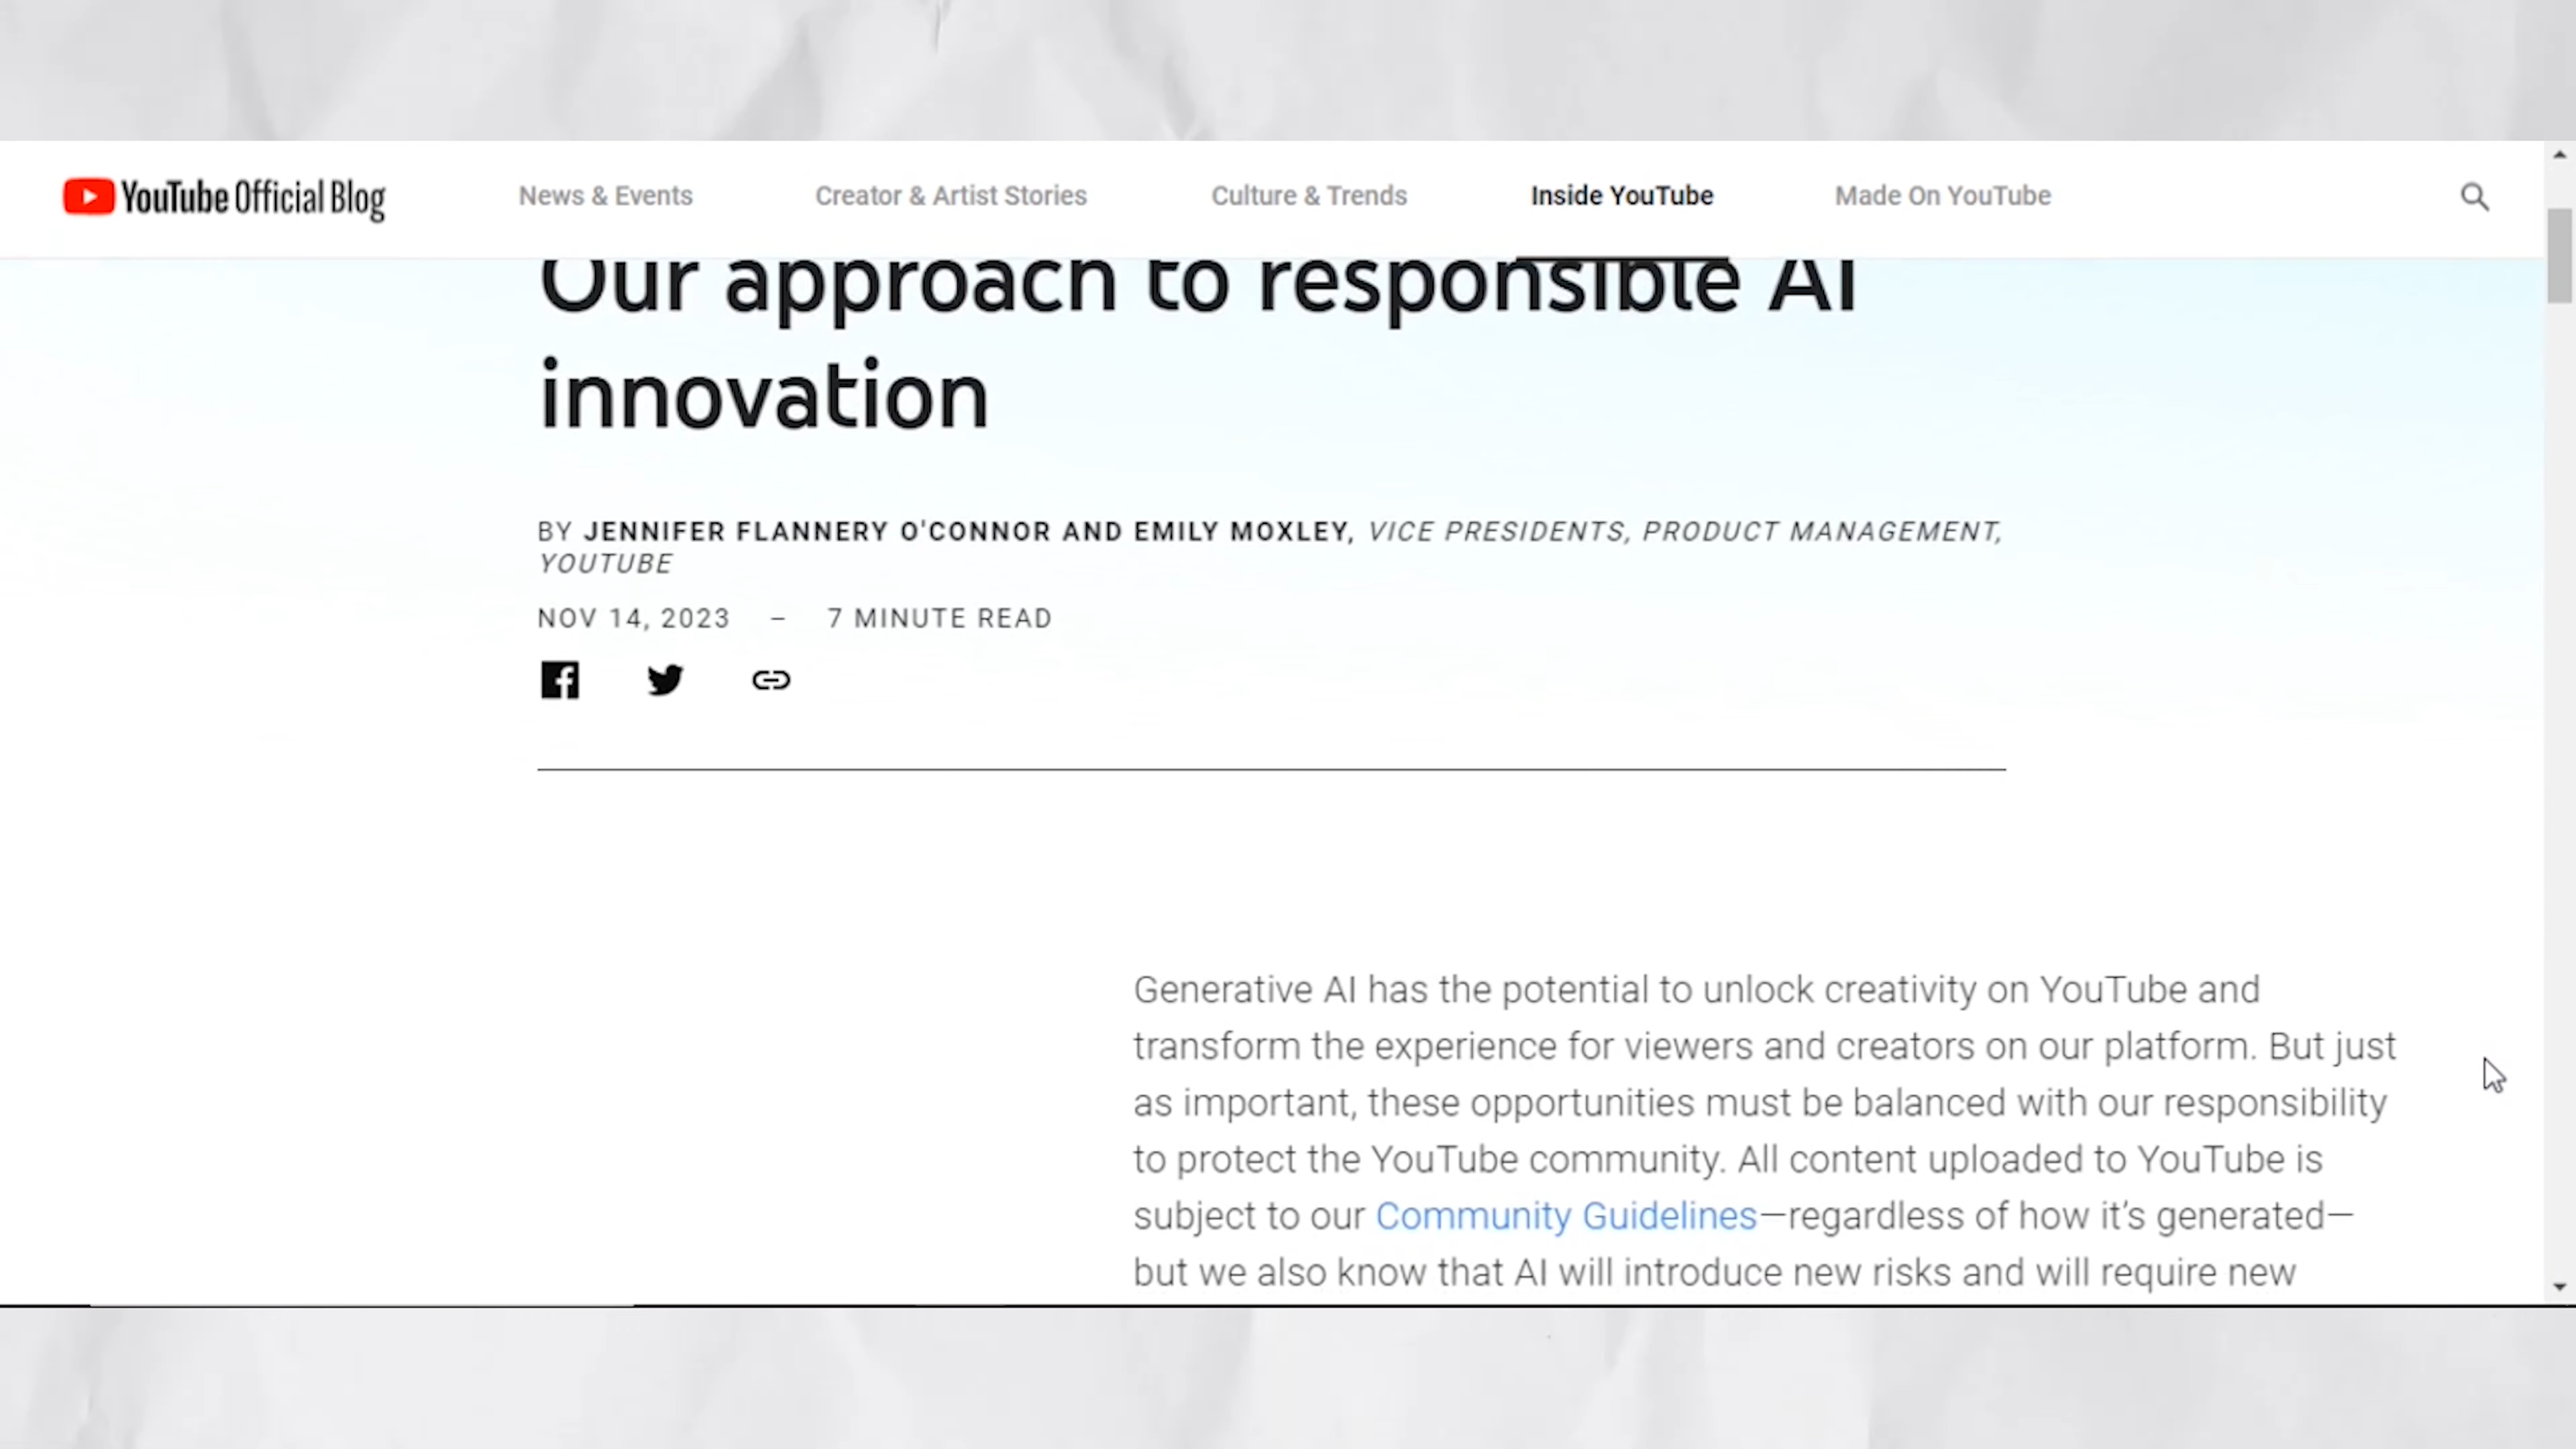 YouTube Official Blog
News & Events
Creator & Artist Stories
Culture & Trends
Inside YouTube
Made On YouTube
Our approach to responsible AI
innovation
BY JENNIFER FLANNERY O'CONNOR AND EMILY MOXLEY, VICE PRESIDENTS, PRODUCT MANAGEMENT,
YOUTUBE
NOV 14, 2023 – 7 MINUTE READ
Generative AI has the potential to unlock creativity on YouTube and
transform the experience for viewers and creators on our platform. But just
as important, these opportunities must be balanced with our responsibility
to protect the YouTube community. All content uploaded to YouTube is
subject to our Community Guidelines—regardless of how it’s generated—
but we also know that AI will introduce new risks and will require new